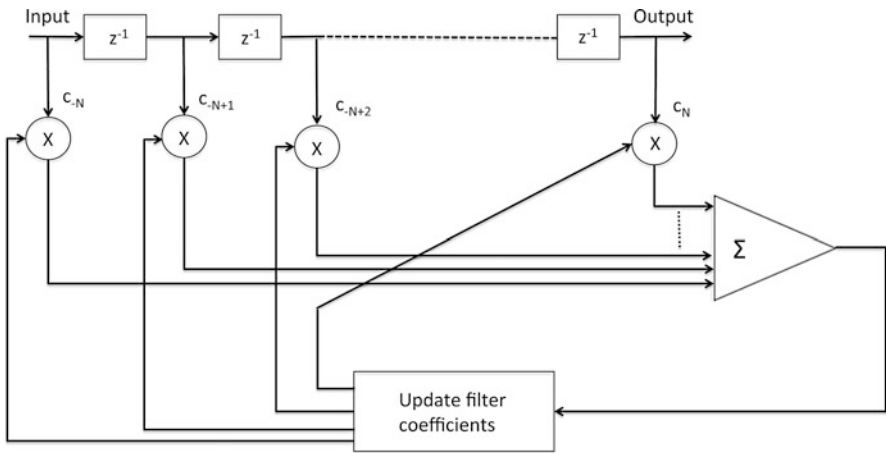 Input
Output
z⁻¹
z⁻¹
z⁻¹
c₋N
c₋N+1
c₋N+2
cN
X
X
X
X
Σ
Update filter
coefficients